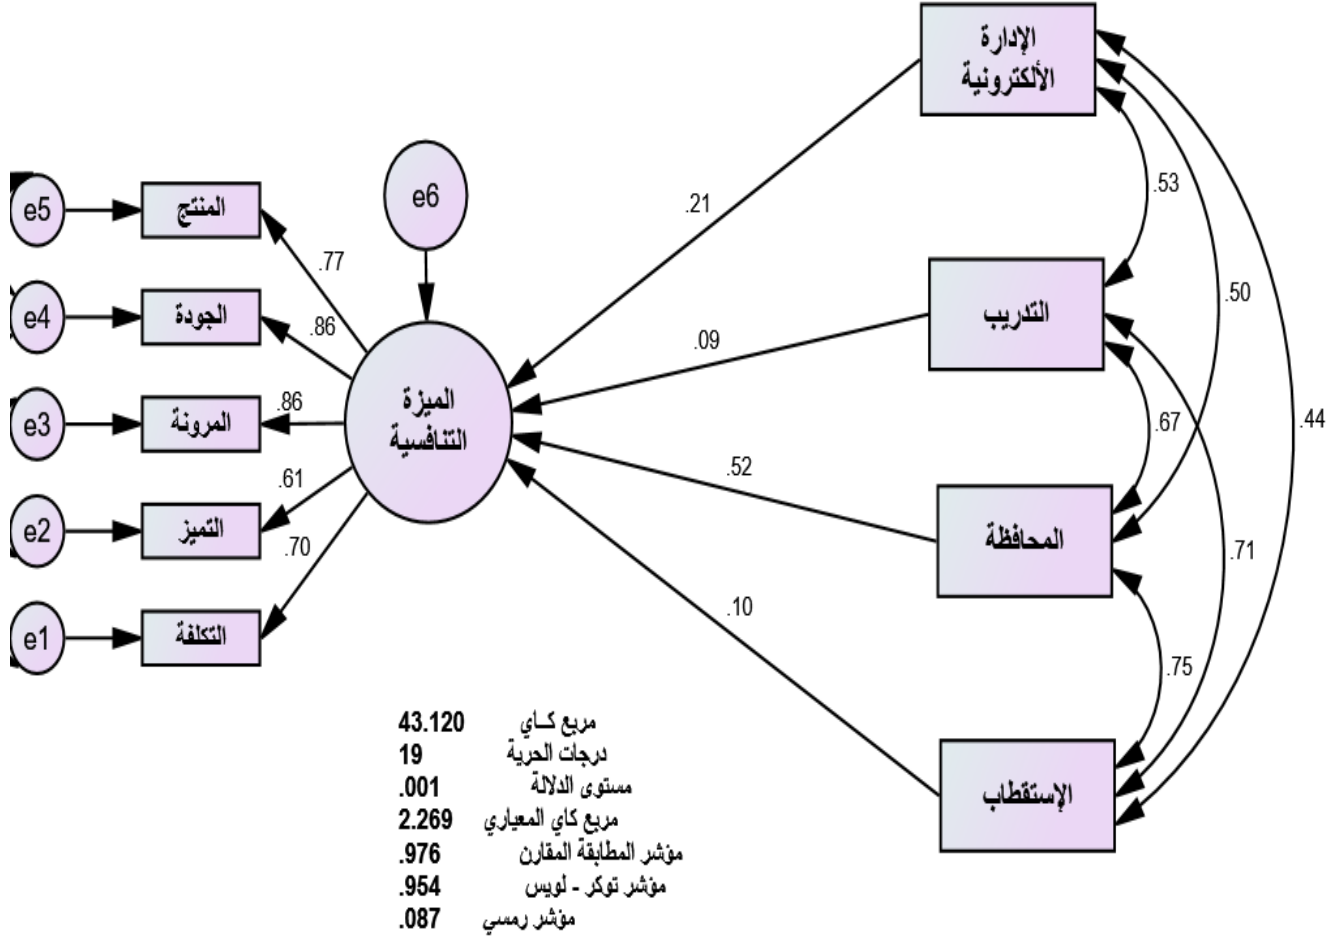 الإدارة
الألكترونية
.53
.21
e6
e5
المنتج
.77
.50
e4
الجودة
.86
التدريب
.09
e3
المرونة
.86
الميزة
التنافسية
.67
.44
.52
.61
e2
التميز
المحافظة
.70
.71
.10
e1
التكلفة
.75
الإستقطاب
مربع كــاي 43.120
درجات الحرية 19
مستوى الدلالة .001
مربع كاي المعياري 2.269
مؤشر المطابقة المقارن .976
مؤشر توكر - لويس .954
مؤشر رمسي .087